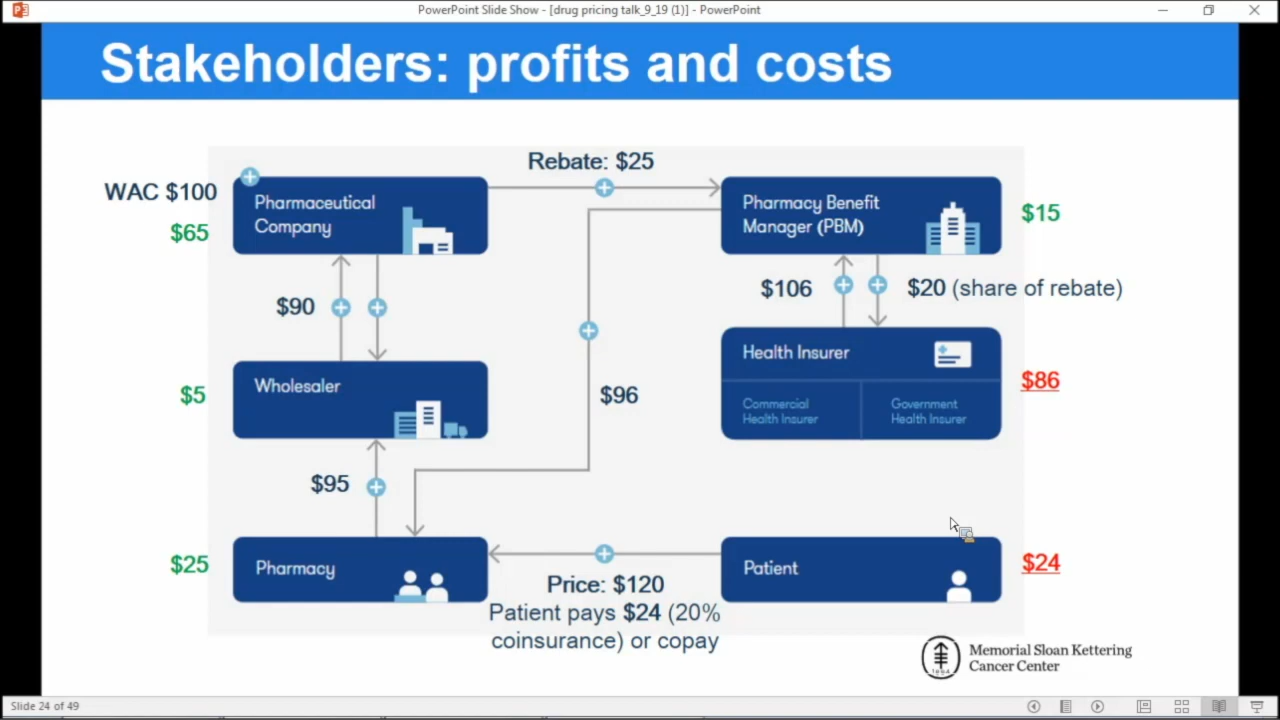 PowerPoint Slide Show - [drug pricing talk_9_19 (1)] - PowerPoint
Stakeholders: profits and costs
Rebate: $25
WAC $100
$65
Pharmaceutical
Company
Pharmacy Benefit
Manager (PBM)
$15
$90
$106
$20 (share of rebate)
$5
Wholesaler
$96
Health Insurer
Commercial
Health Insurer
Government
Health Insurer
$86
$95
$25
Pharmacy
Price: $120
Patient pays $24 (20%
coinsurance) or copay
Patient
$24
Memorial Sloan Kettering
Cancer Center
Slide 24 of 49